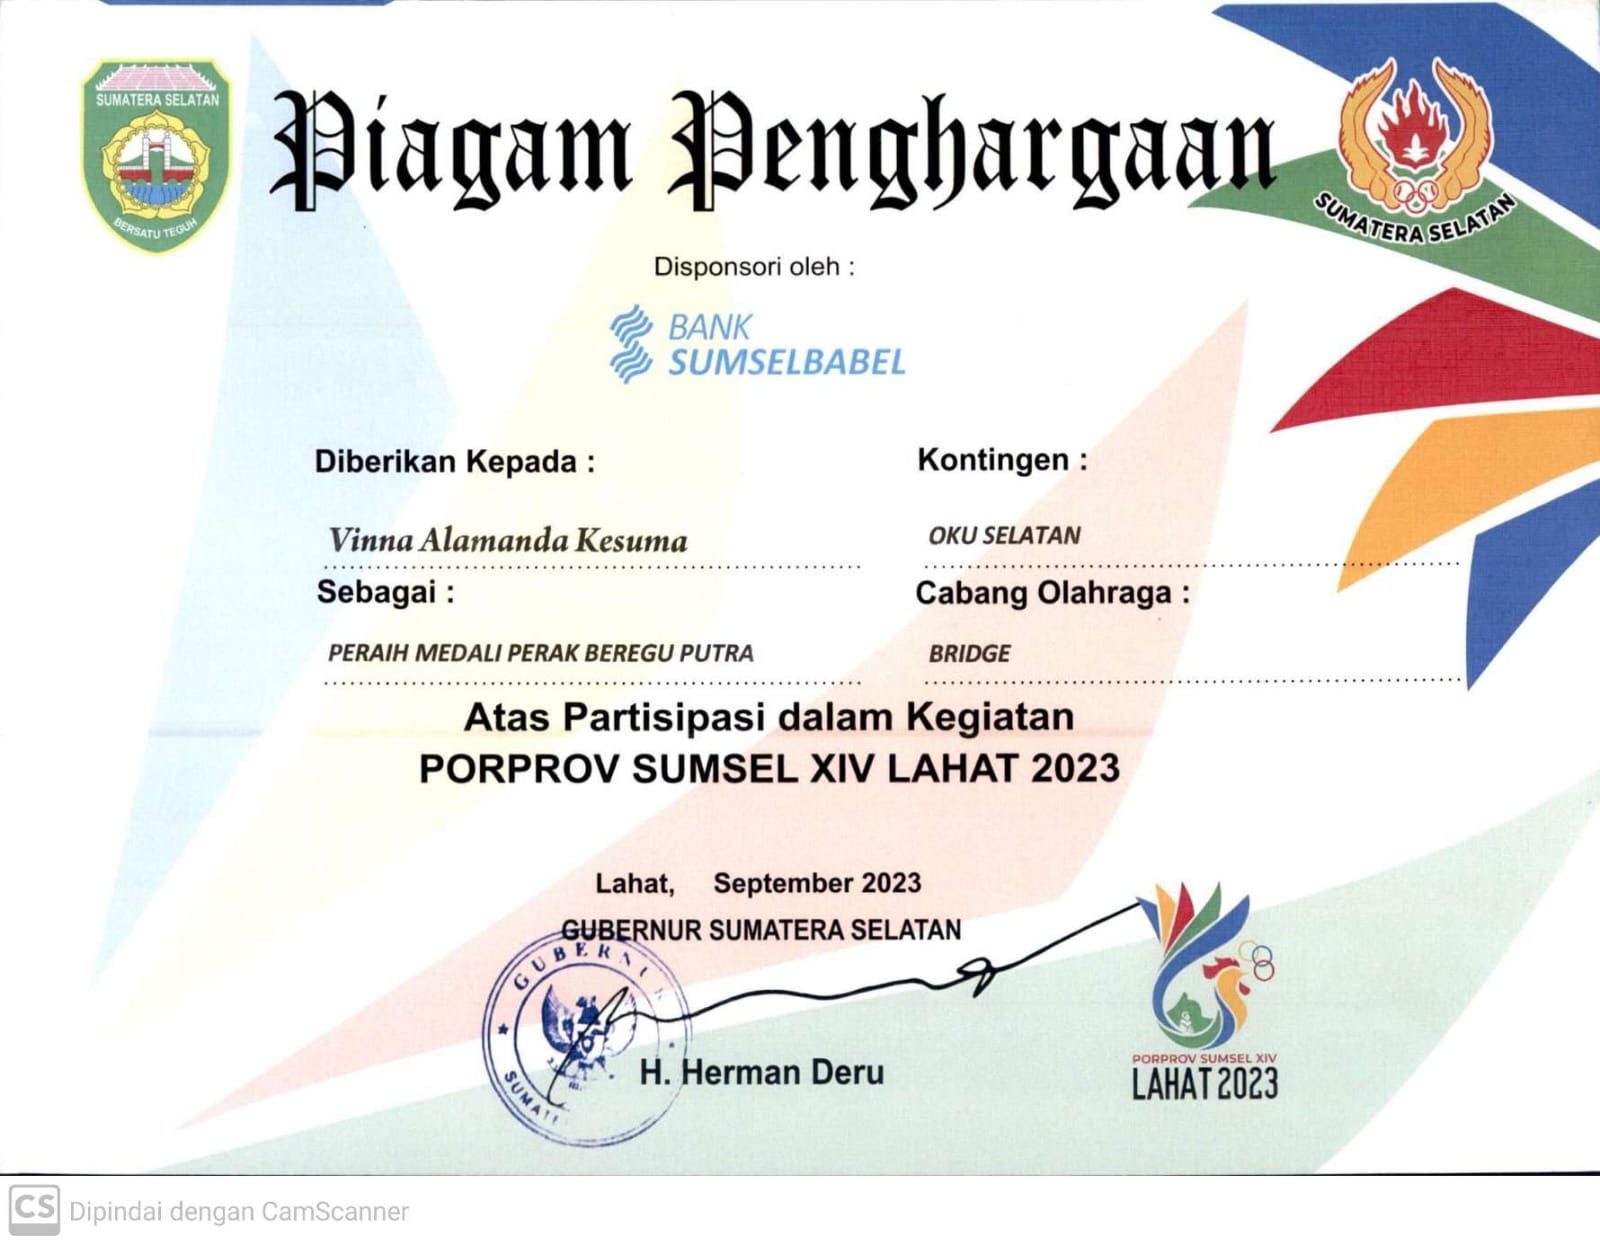 SUMATERA SELATAN
BERSATU TEGUH
Piagam Penghargaan
SUMATERA SELATAN
Disponsori oleh :
BANK
SUMSELBABEL
Diberikan Kepada :
Kontingen :
Vinna Alamanda Kesuma
OKU SELATAN
Sebagai :
Cabang Olahraga :
PERAIH MEDALI PERAK BEREGU PUTRA
BRIDGE
Atas Partisipasi dalam Kegiatan
PORPROV SUMSEL XIV LAHAT 2023
Lahat, September 2023
GUBERNUR SUMATERA SELATAN
H. Herman Deru
PORPROV SUMSEL XIV
LAHAT 2023
CS Dipindai dengan CamScanner